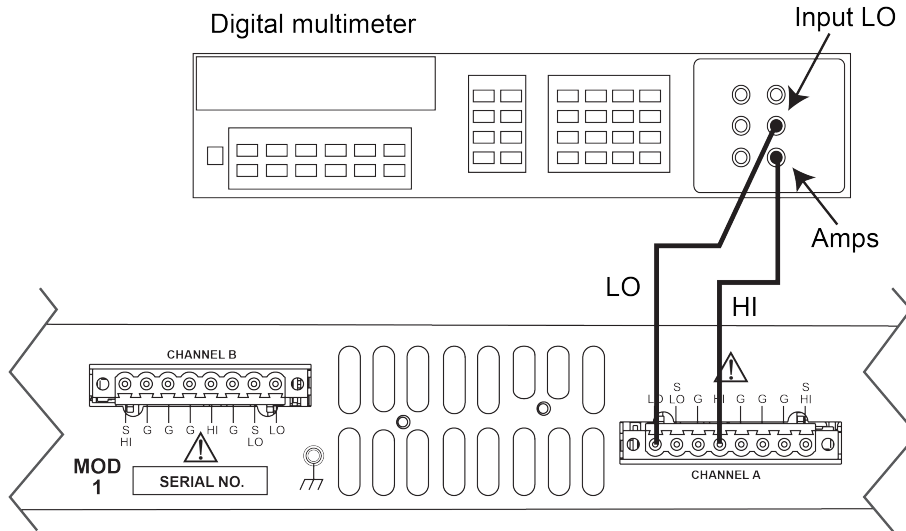 Digital multimeter
Input LO
Amps
LO
HI
CHANNEL B
S HI G G G HI G S LO LO
MOD 1
SERIAL NO.
LO S LO G HI G G G S HI
CHANNEL A